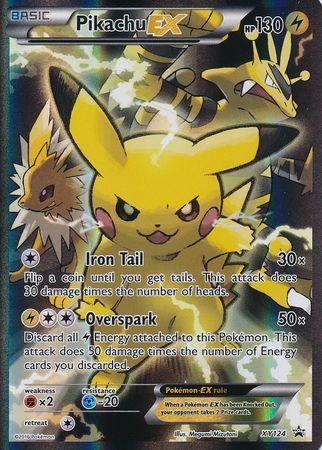 BASIC
Pikachu EX HP 130
Iron Tail 30×
Flip a coin until you get tails. This attack does
30 damage times the number of heads.
Overspark 50×
Discard all Energy attached to this Pokémon. This
attack does 50 damage times the number of Energy
cards you discarded.
weakness resistance
×2 -20
retreat
Pokémon-EX rule
When a Pokémon-EX has been Knocked Out,
your opponent takes 2 Prize cards.
©2016 Pokémon Illus. Megumi Mizutani XY124